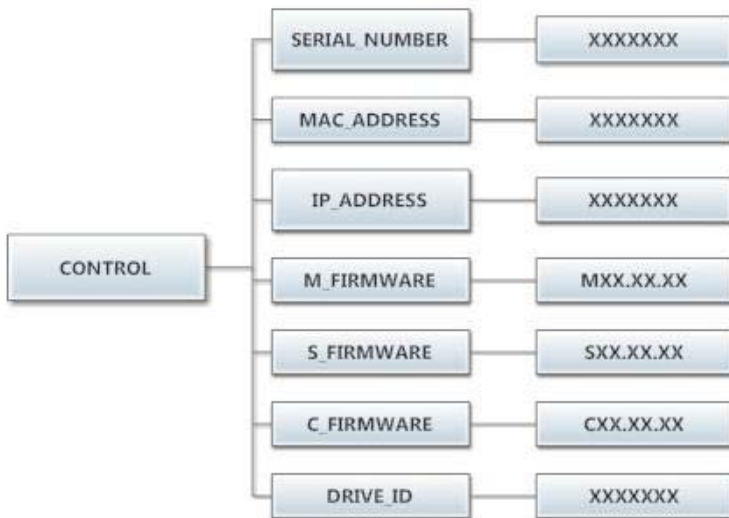 SERIAL_NUMBER XXXXXXX
MAC_ADDRESS XXXXXXX
IP_ADDRESS XXXXXXX
CONTROL
M_FIRMWARE MXX.XX.XX
S_FIRMWARE SXX.XX.XX
C_FIRMWARE CXX.XX.XX
DRIVE_ID XXXXXXX